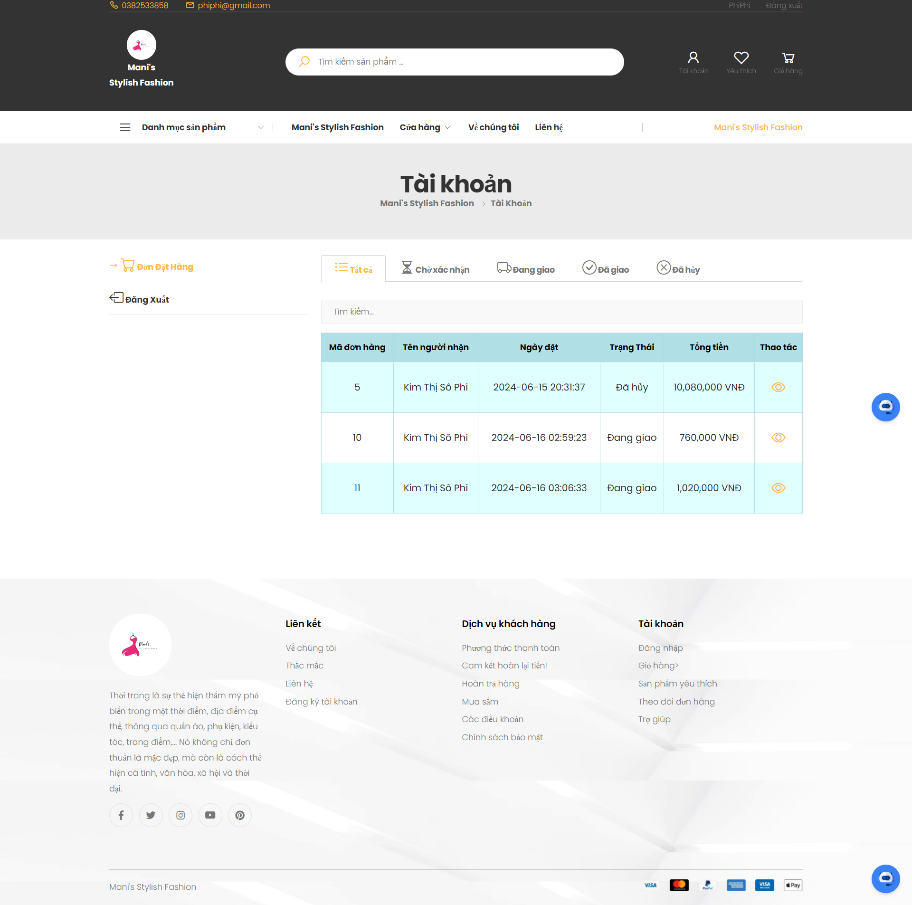 0382533858 phiphi@gmail.com PhiPhi Đăng xuất
Mani's
Stylish Fashion
Tìm kiếm sản phẩm ...
Tài khoản Yêu thích Giỏ hàng
Danh mục sản phẩm Mani's Stylish Fashion Cửa hàng Về chúng tôi Liên hệ Mani's Stylish Fashion
Tài khoản
Mani's Stylish Fashion > Tài Khoản
→ Đơn Đặt Hàng
Đăng Xuất
Tất cả Chờ xác nhận Đang giao Đã giao Đã hủy
Tìm kiếm...
Mã đơn hàng Tên người nhận Ngày đặt Trạng Thái Tổng tiền Thao tác
5 Kim Thị Sô Phi 2024-06-15 20:31:37 Đã hủy 10,080,000 VNĐ
10 Kim Thị Sô Phi 2024-06-16 02:59:23 Đang giao 760,000 VNĐ
11 Kim Thị Sô Phi 2024-06-16 03:06:33 Đang giao 1,020,000 VNĐ
Thời trang là sự thể hiện thẩm mỹ phổ
biến trong một thời điểm, địa điểm cụ
thể, thông qua quần áo, phụ kiện, kiểu
tóc, trang điểm,... Nó không chỉ đơn
thuần là mặc đẹp, mà còn là cách thể
hiện cá tính, văn hóa, xã hội và thời
đại.
Liên kết
Về chúng tôi
Thắc mắc
Liên hệ
Đăng ký tài khoản
Dịch vụ khách hàng
Phương thức thanh toán
Cam kết hoàn lại tiền!
Hoàn trả hàng
Mua sắm
Các điều khoản
Chính sách bảo mật
Tài khoản
Đăng nhập
Giỏ hàng>
Sản phẩm yêu thích
Theo dõi đơn hàng
Trợ giúp
Mani's Stylish Fashion
VISA PayPal VISA Pay